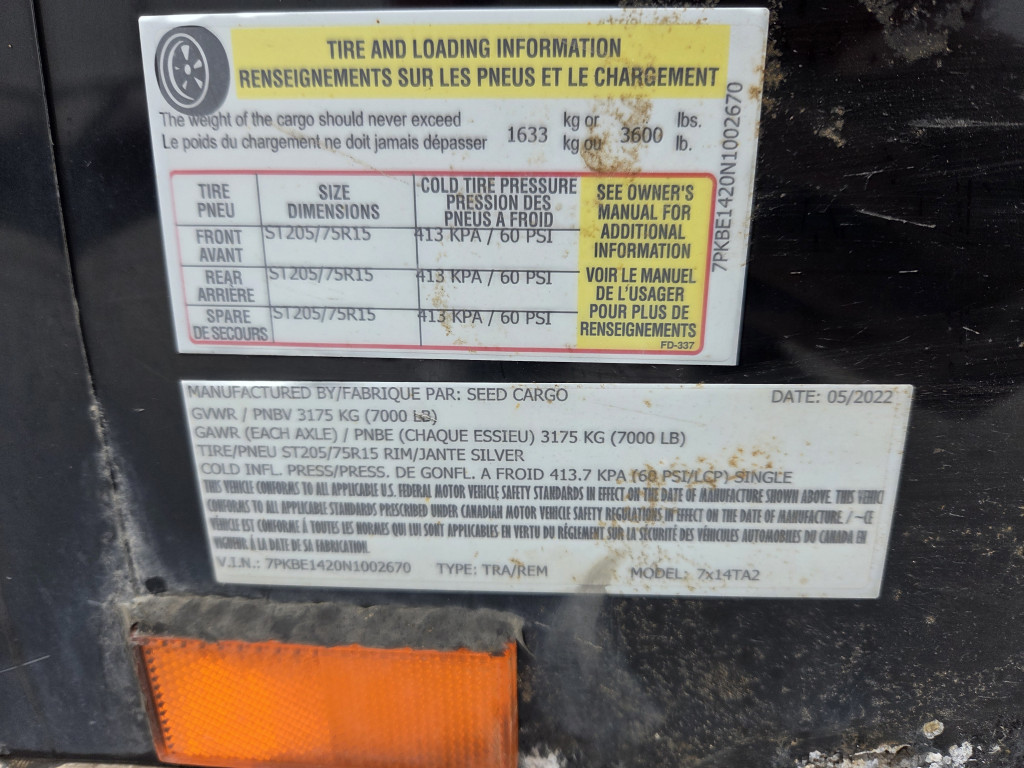 TIRE AND LOADING INFORMATION
RENSEIGNEMENTS SUR LES PNEUS ET LE CHARGEMENT
The weight of the cargo should never exceed 1633 kg or 3600 lbs.
Le poids du chargement ne doit jamais dépasser kg ou lb.
TIRE PNEU
SIZE DIMENSIONS
COLD TIRE PRESSURE
PRESSION DES
PNEUS A FROID
FRONT AVANT ST205/75R15 413 KPA / 60 PSI
REAR ARRIÈRE ST205/75R15 413 KPA / 60 PSI
SPARE DE SECOURS ST205/75R15 413 KPA / 60 PSI
SEE OWNER'S
MANUAL FOR
ADDITIONAL
INFORMATION
VOIR LE MANUEL
DE L'USAGER
POUR PLUS DE
RENSEIGNEMENTS
FD-337
7PKBE1420N1002670
MANUFACTURED BY/FABRIQUE PAR: SEED CARGO DATE: 05/2022
GVWR / PNBV 3175 KG (7000 LB)
GAWR (EACH AXLE) / PNBE (CHAQUE ESSIEU) 3175 KG (7000 LB)
TIRE/PNEU ST205/75R15 RIM/JANTE SILVER
COLD INFL. PRESS/PRESS. DE GONFL. A FROID 413.7 KPA (60 PSI/LCP) SINGLE
THIS VEHICLE CONFORMS TO ALL APPLICABLE U.S. FEDERAL MOTOR VEHICLE SAFETY STANDARDS IN EFFECT ON THE DATE OF MANUFACTURE SHOWN ABOVE. THIS VEHICL
CONFORMS TO ALL APPLICABLE STANDARDS PRESCRIBED UNDER CANADIAN MOTOR VEHICLE SAFETY REGULATIONS IN EFFECT ON THE DATE OF MANUFACTURE. / ~CE
VÉHICLE EST CONFORME À TOUTES LES NORMES QUI LUI SONT APPLICABLES EN VERTU DU RÈGLEMENT SUR LA SÉCURITÉ DES VÉHICULES AUTOMOBILES DU CANADA EN
VIGUEUR À LA DATE DE SA FABRICATION.
V.I.N.: 7PKBE1420N1002670 TYPE: TRA/REM MODEL: 7x14TA2